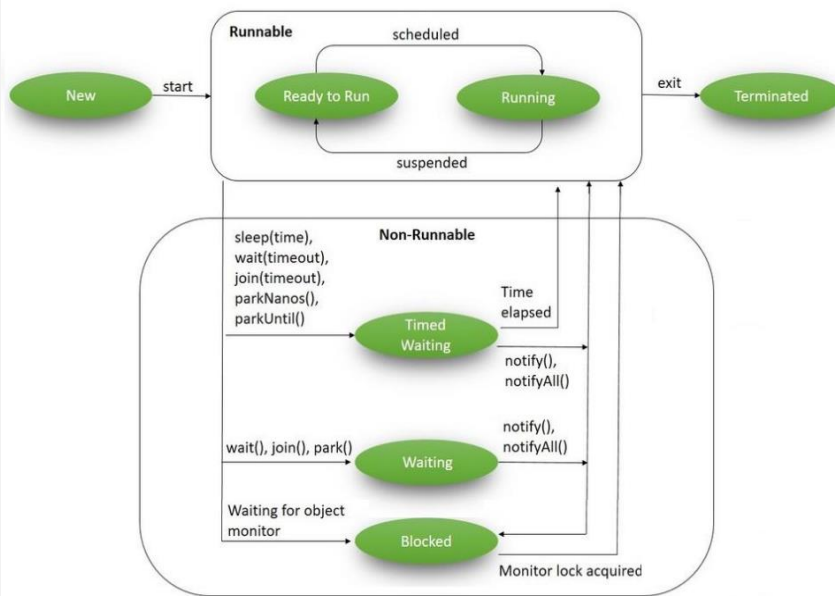 Runnable
scheduled
New
start
Ready to Run
Running
exit
Terminated
suspended
Non-Runnable
sleep(time),
wait(timeout),
join(timeout),
parkNanos(),
parkUntil()
Timed
Waiting
Time
elapsed
notify(),
notifyAll()
wait(), join(), park()
Waiting
notify(),
notifyAll()
Waiting for object
monitor
Blocked
Monitor lock acquired